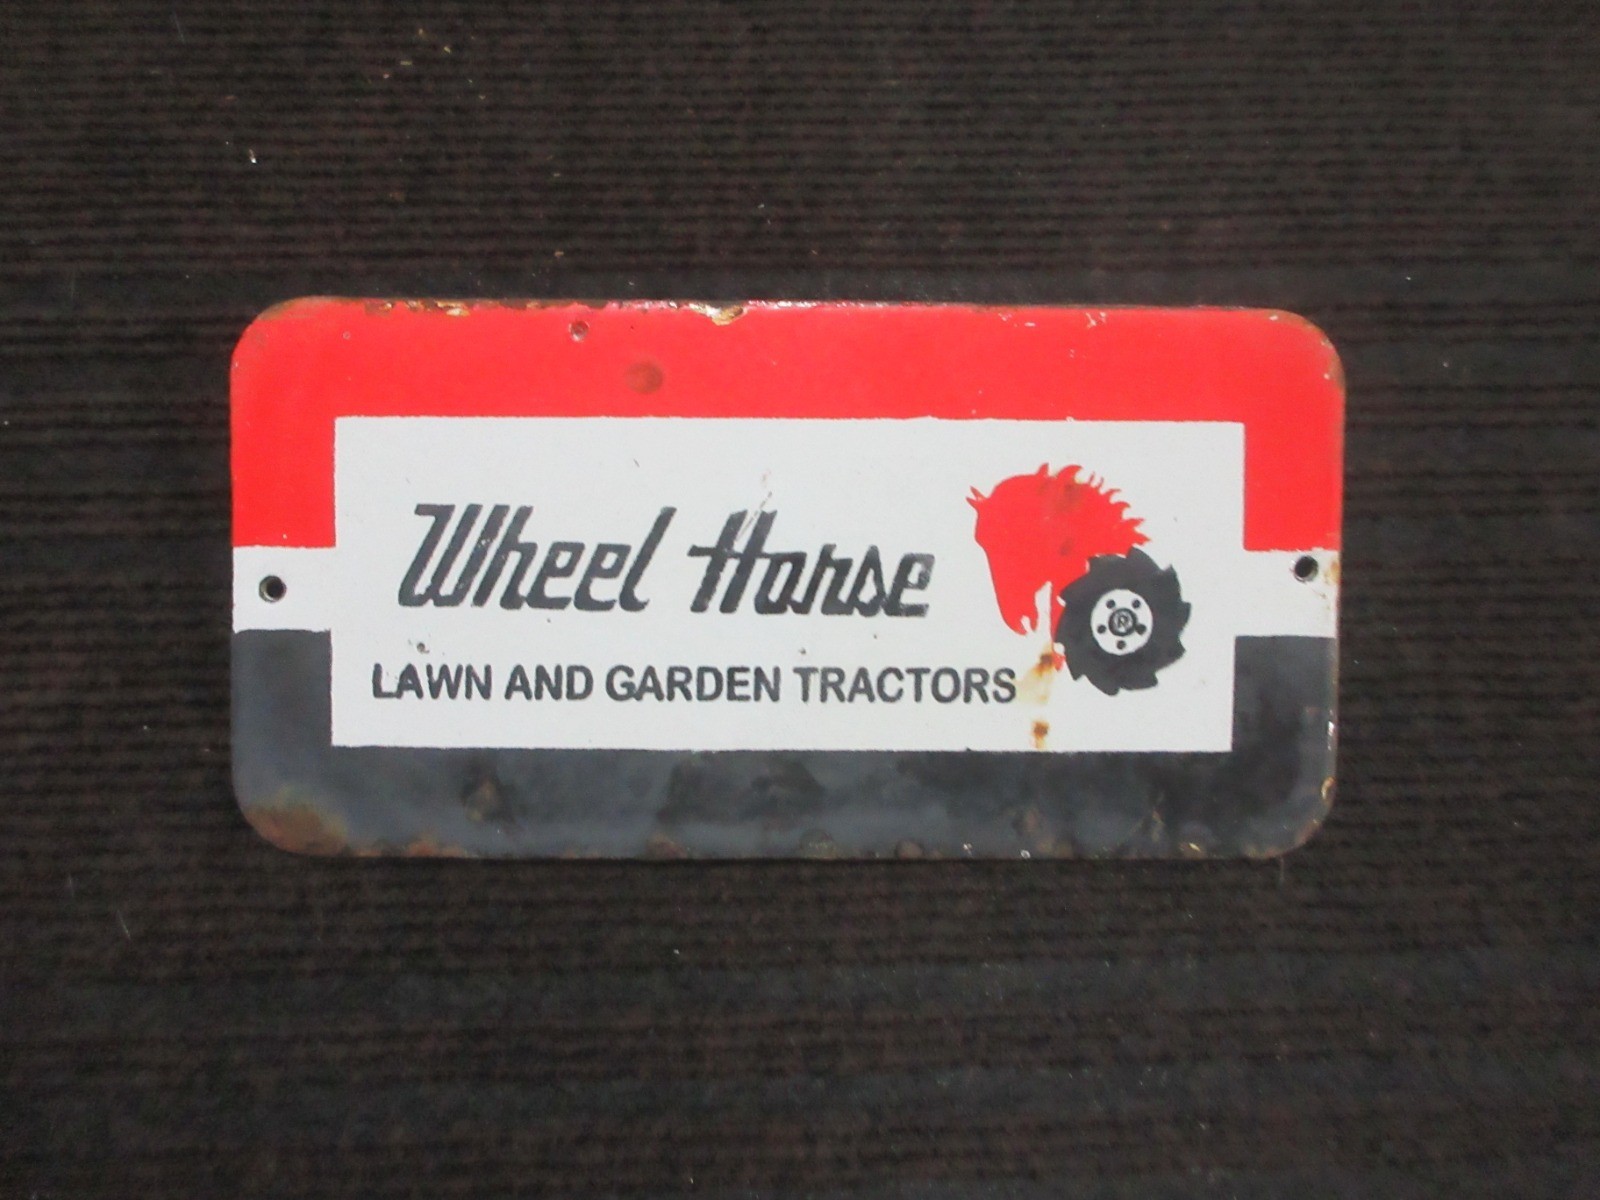 Wheel Horse
LAWN AND GARDEN TRACTORS
R